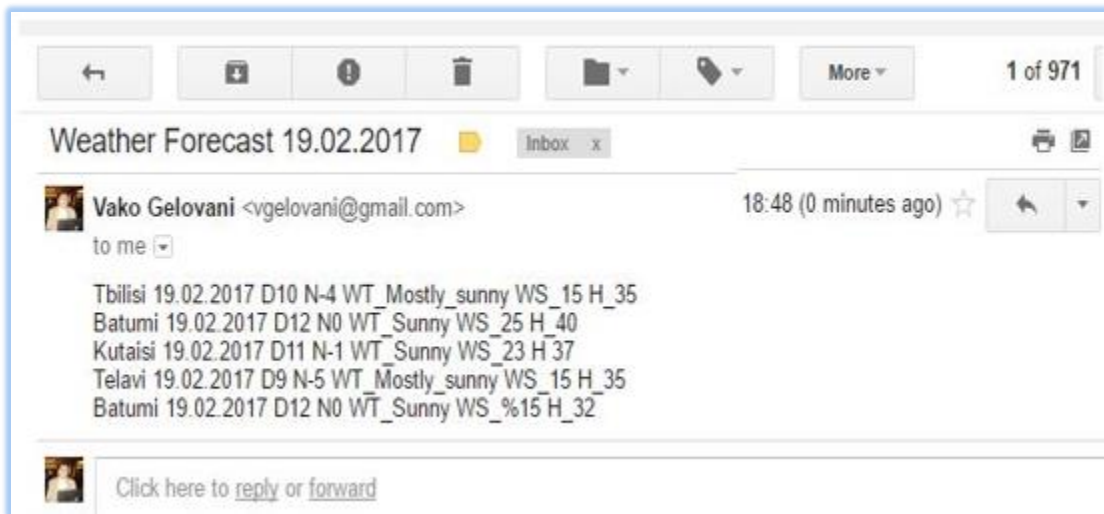 More
1 of 971
Weather Forecast 19.02.2017 Inbox x
Vako Gelovani <vgelovani@gmail.com> 18:48 (0 minutes ago)
to me
Tbilisi 19.02.2017 D10 N-4 WT_Mostly_sunny WS_15 H_35
Batumi 19.02.2017 D12 N0 WT_Sunny WS_25 H_40
Kutaisi 19.02.2017 D11 N-1 WT_Sunny WS_23 H 37
Telavi 19.02.2017 D9 N-5 WT_Mostly_sunny WS_15 H_35
Batumi 19.02.2017 D12 N0 WT_Sunny WS_%15 H_32
Click here to reply or forward